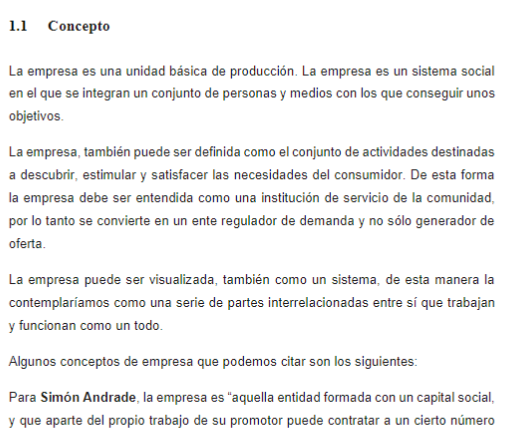 1.1 Concepto
La empresa es una unidad básica de producción. La empresa es un sistema social
en el que se integran un conjunto de personas y medios con los que conseguir unos
objetivos.
La empresa, también puede ser definida como el conjunto de actividades destinadas
a descubrir, estimular y satisfacer las necesidades del consumidor. De esta forma
la empresa debe ser entendida como una institución de servicio de la comunidad,
por lo tanto se convierte en un ente regulador de demanda y no sólo generador de
oferta.
La empresa puede ser visualizada, también como un sistema, de esta manera la
contemplaríamos como una serie de partes interrelacionadas entre sí que trabajan
y funcionan como un todo.
Algunos conceptos de empresa que podemos citar son los siguientes:
Para Simón Andrade, la empresa es “aquella entidad formada con un capital social,
y que aparte del propio trabajo de su promotor puede contratar a un cierto número